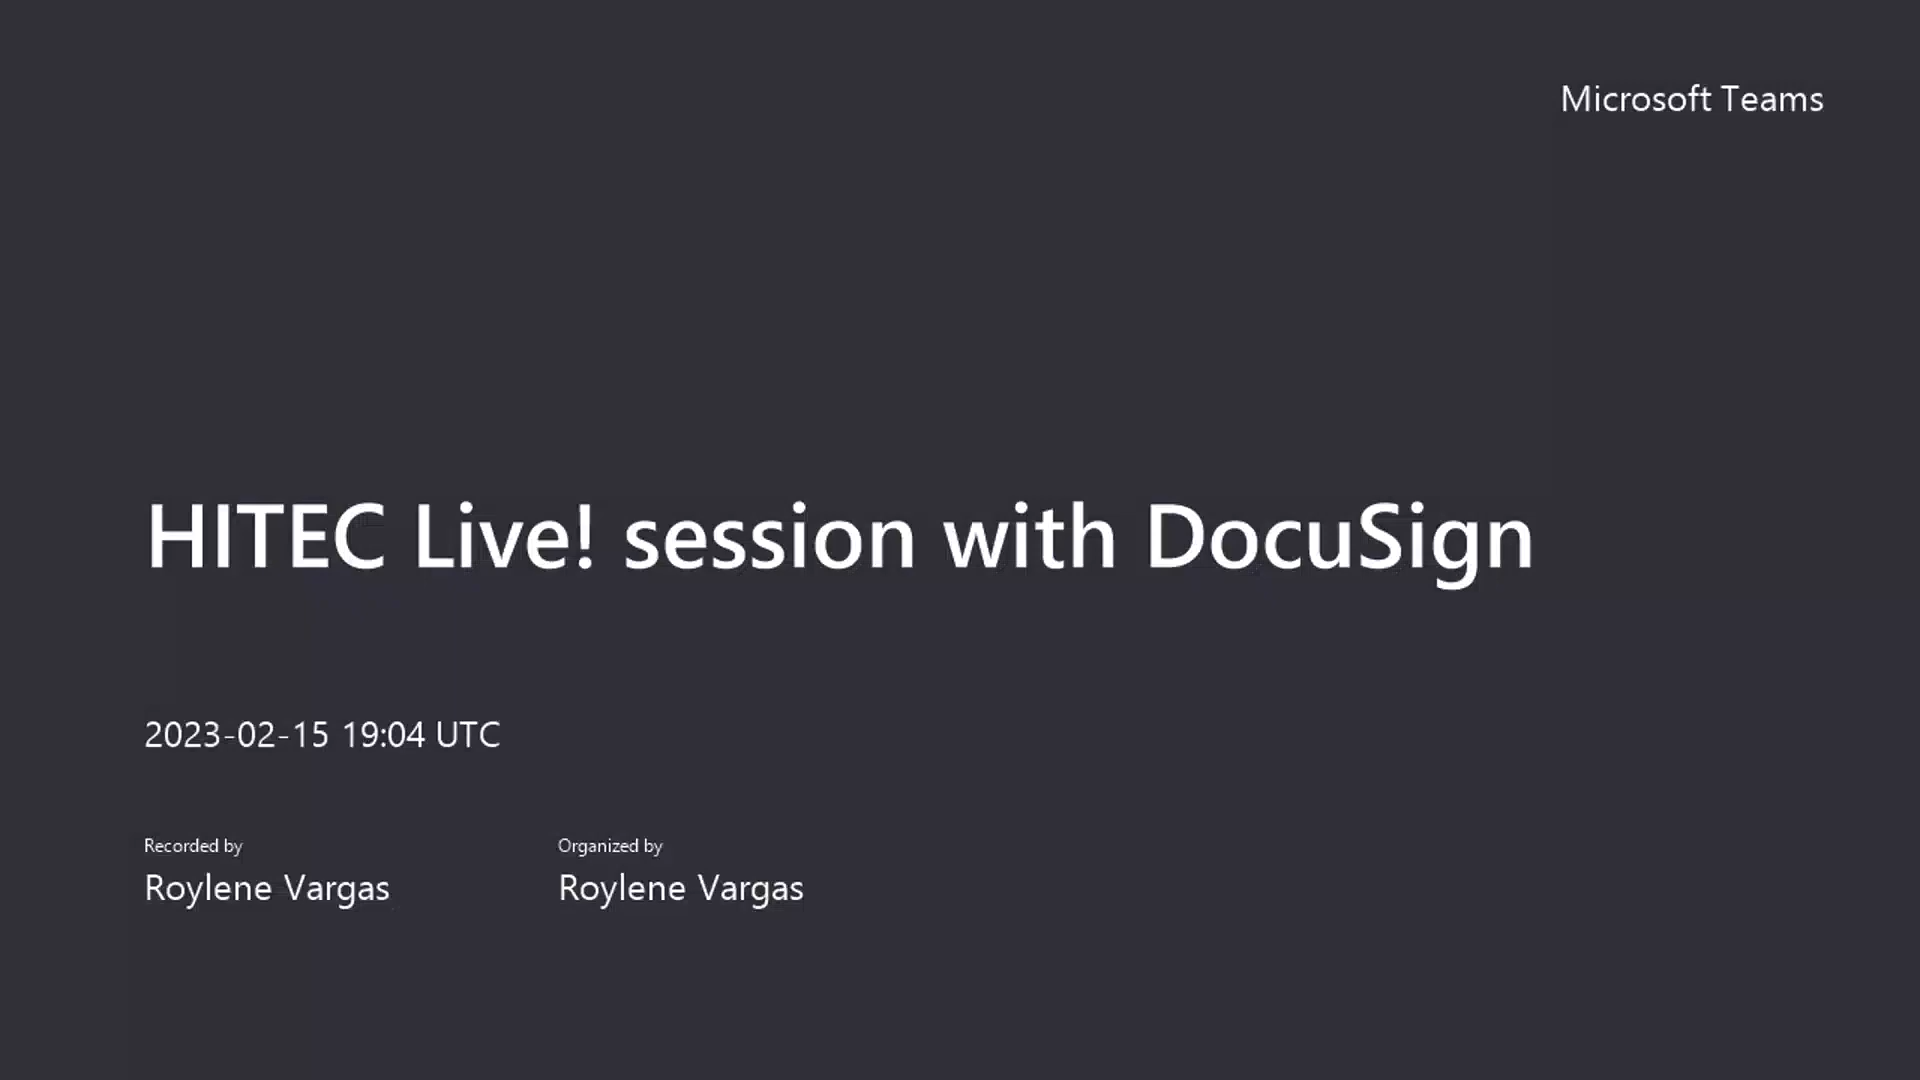 Microsoft Teams
HITEC Live! session with DocuSign
2023-02-15 19:04 UTC
Recorded by
Roylene Vargas
Organized by
Roylene Vargas